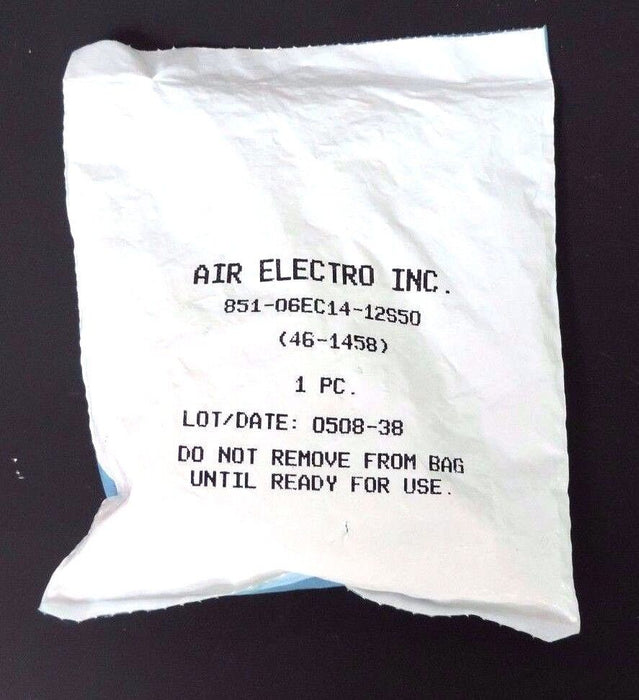 AIR ELECTRO INC.
851-06EC14-12S50
(46-1458)
1 PC.
LOT/DATE: 0508-38
DO NOT REMOVE FROM BAG
UNTIL READY FOR USE.